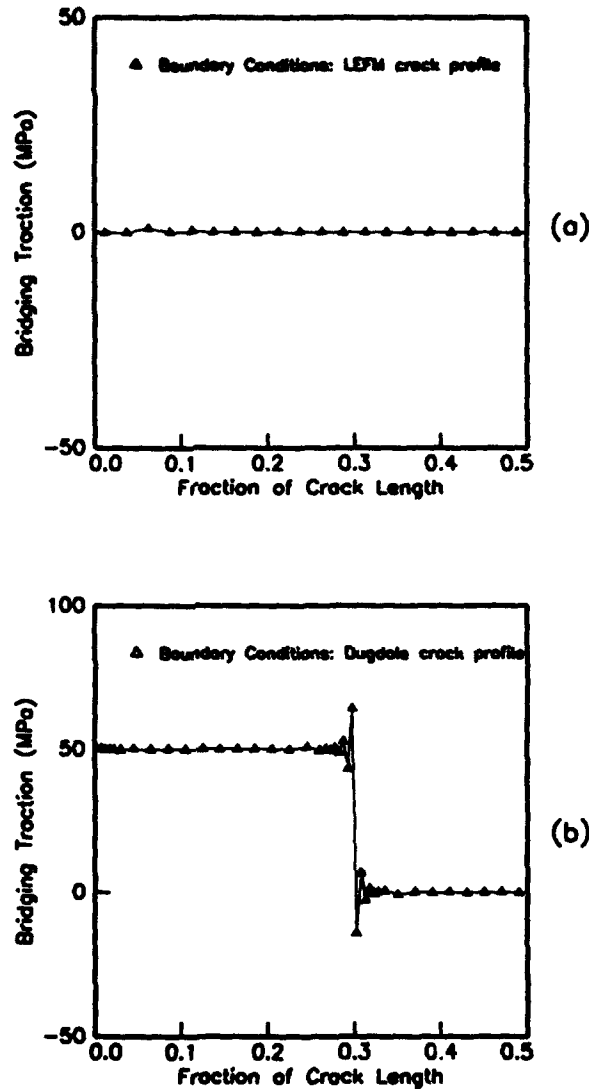 50
Boundary Conditions: LEFM crack profile
Bridging Traction (MPa)
0
(a)
-50
0.0 0.1 0.2 0.3 0.4 0.5
Fraction of Crack Length
100
Boundary Conditions: Dugdale crack profile
Bridging Traction (MPa)
50
(b)
0
-50
0.0 0.1 0.2 0.3 0.4 0.5
Fraction of Crack Length